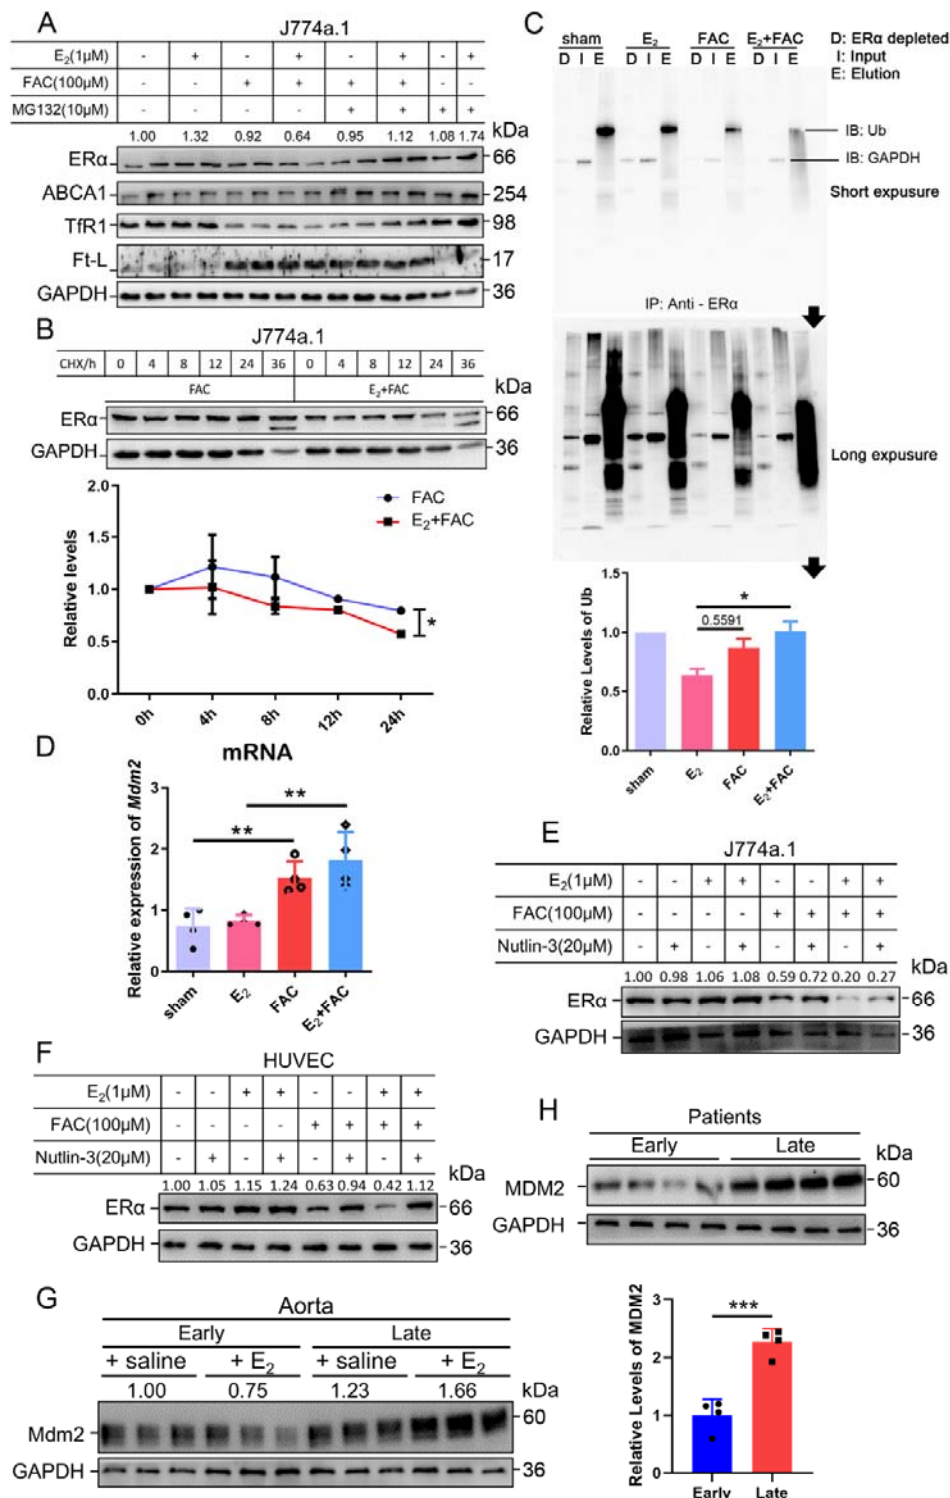 A
J774a.1
E₂(1μM) - + - + - + - +
FAC(100μM) - - + + + + - -
MG132(10μM) - - - - + + + +
1.00 1.32 0.92 0.64 0.95 1.12 1.08 1.74 kDa
ERα 66
ABCA1 254
TfR1 98
Ft-L 17
GAPDH 36
B
J774a.1
CHX/h 0 4 8 12 24 36 0 4 8 12 24 36
FAC E₂+FAC kDa
ERα 66
GAPDH 36
FAC
E₂+FAC
Relative levels
2.0
1.5
1.0
0.5
0.0
*
0h 4h 8h 12h 24h
C
sham E₂ FAC E₂+FAC
D I E D I E D I E D I E
D: ERα depleted
I: Input
E: Elution
IB: Ub
IB: GAPDH
Short expusure
IP: Anti - ERα
Long expusure
Relative Levels of Ub
1.5
1.0
0.5
0.0
*
0.5591
sham E₂ FAC E₂+FAC
D
mRNA
Relative expression of Mdm2
3
2
1
0
**
**
sham E₂ FAC E₂+FAC
E
J774a.1
E₂(1μM) - - + + - - + +
FAC(100μM) - - - - + + + +
Nutlin-3(20μM) - + - + - + - +
1.00 0.98 1.06 1.08 0.59 0.72 0.20 0.27 kDa
ERα 66
GAPDH 36
F
HUVEC
E₂(1μM) - - + + - - + +
FAC(100μM) - - - - + + + +
Nutlin-3(20μM) - + - + - + - +
kDa
1.00 1.05 1.15 1.24 0.63 0.94 0.42 1.12
ERα 66
GAPDH 36
G
Aorta
Early Late
+ saline + E₂ + saline + E₂
1.00 0.75 1.23 1.66 kDa
Mdm2 60
GAPDH 36
H
Patients
Early Late kDa
MDM2 60
GAPDH 36
Relative Levels of MDM2
3
2
1
0
***
Early Late